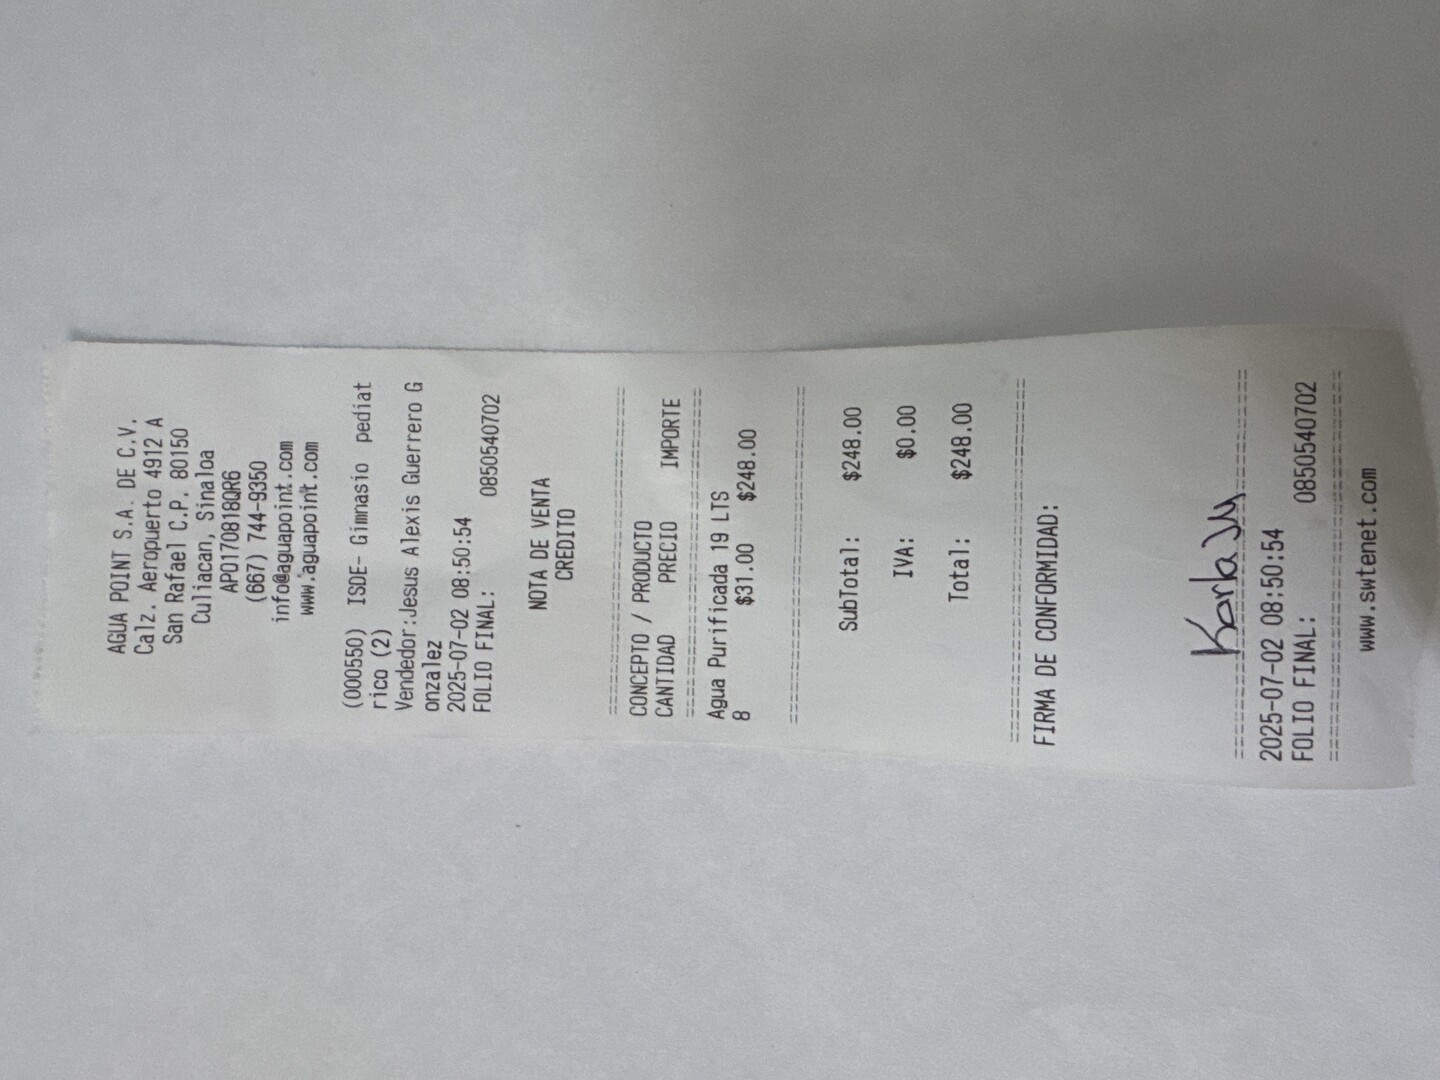 AGUA POINT S.A. DE C.V.
Calz. Aeropuerto 4912 A
San Rafael C.P. 80150
Culiacan, Sinaloa
APO170818QR6
(667) 744-9350
info@aguapoint.com
www.aguapoint.com
(000550) ISDE- Gimnasio pediat
rico (2)
Vendedor:Jesus Alexis Guerrero G
onzalez
2025-07-02 08:50:54
FOLIO FINAL: 0850540702
NOTA DE VENTA
CREDITO
CONCEPTO / PRODUCTO
CANTIDAD PRECIO IMPORTE
Agua Purificada 19 LTS
8 $31.00 $248.00
SubTotal: $248.00
IVA: $0.00
Total: $248.00
FIRMA DE CONFORMIDAD:
Karla
2025-07-02 08:50:54
FOLIO FINAL: 0850540702
www.swtenet.com